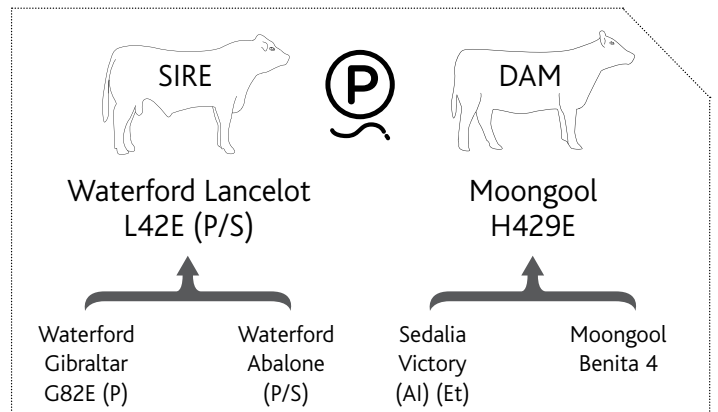 SIRE
P
DAM
Waterford Lancelot
L42E (P/S)
Moongool
H429E
Waterford
Gibraltar
G82E (P)
Waterford
Abalone
(P/S)
Sedalia
Victory
(AI) (Et)
Moongool
Benita 4